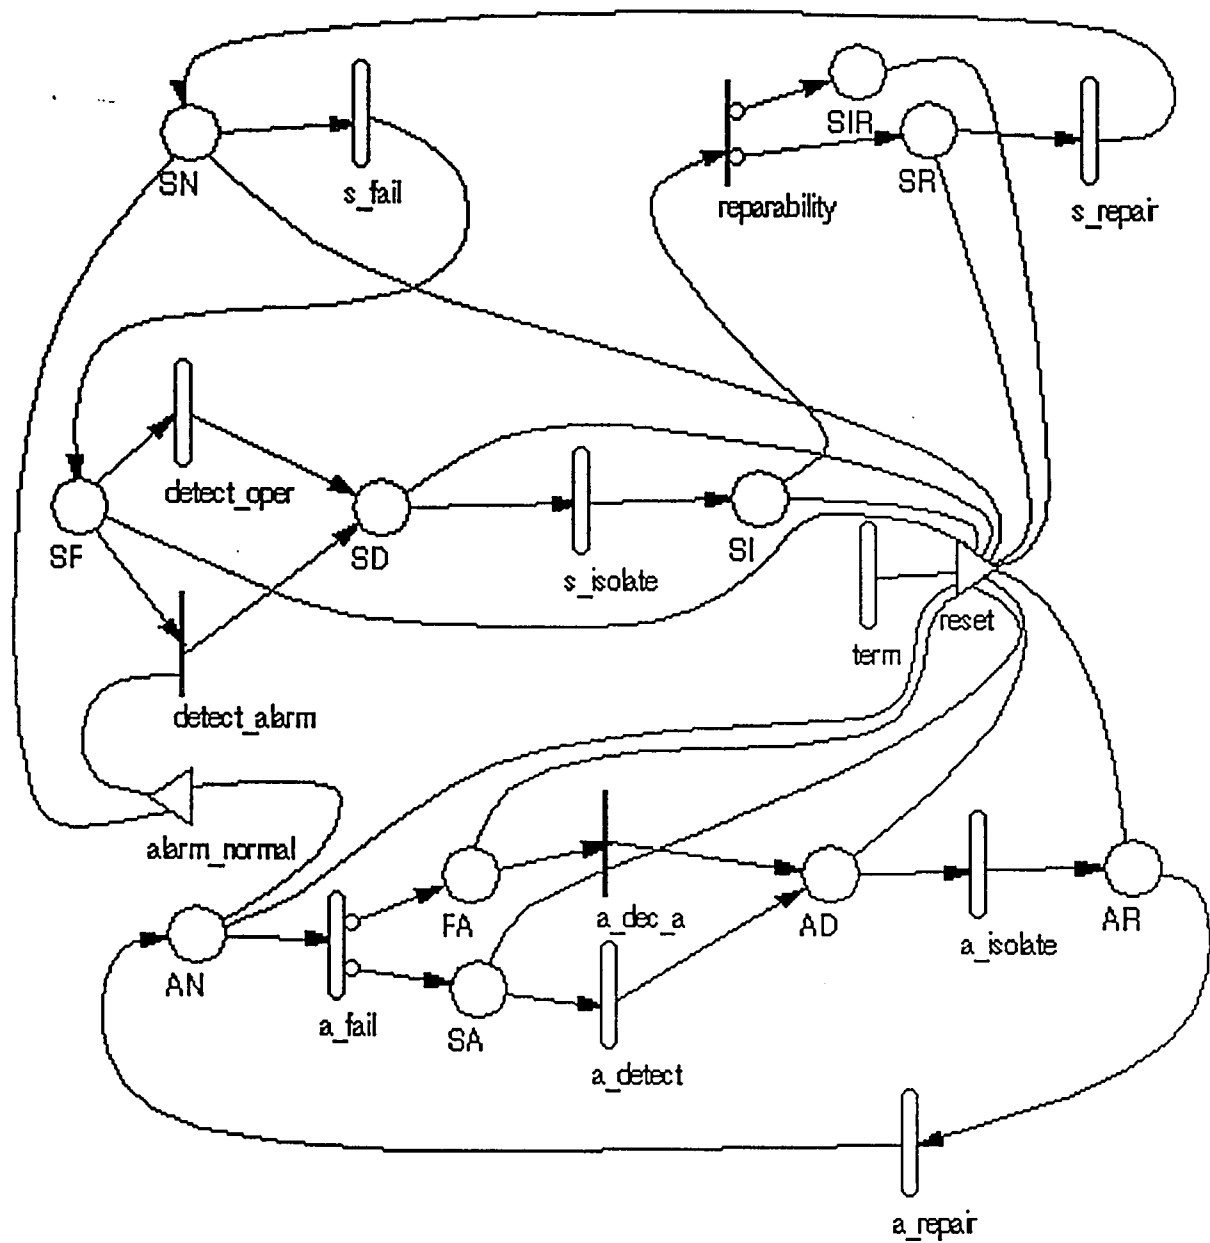 SIR
SN
SR
s_fail
reparability
s_repair
detect_oper
SF
SD
SI
s_isolate
reset
term
detect_alarm
alarm_normal
FA
a_dec_a
AD
AR
a_isolate
AN
a_fail
SA
a_detect
a_repair